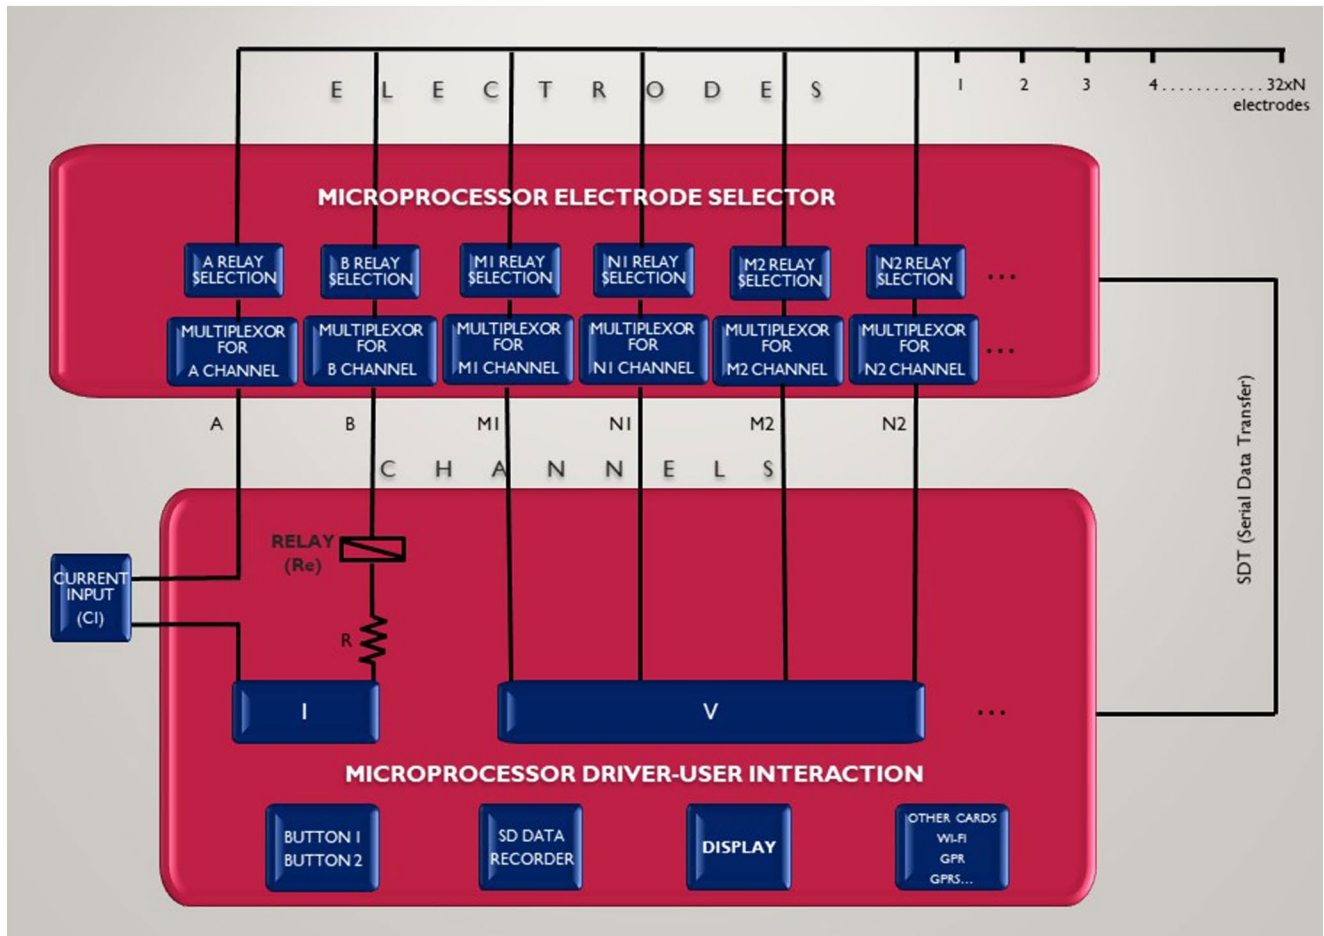 E L E C T R O D E S
1 2 3 4 ............ 32xN
electrodes
MICROPROCESSOR ELECTRODE SELECTOR
A RELAY
SELECTION
B RELAY
SELECTION
M1 RELAY
SELECTION
N1 RELAY
SELECTION
M2 RELAY
SELECTION
N2 RELAY
SLECTION
...
MULTIPLEXOR
FOR
A CHANNEL
MULTIPLEXOR
FOR
B CHANNEL
MULTIPLEXOR
FOR
M1 CHANNEL
MULTIPLEXOR
FOR
N1 CHANNEL
MULTIPLEXOR
FOR
M2 CHANNEL
MULTIPLEXOR
FOR
N2 CHANNEL
...
A B M1 N1 M2 N2
C H A N N E L S
SDT (Serial Data Transfer)
RELAY
(Re)
CURRENT
INPUT
(CI)
R
I
V
...
MICROPROCESSOR DRIVER-USER INTERACTION
BUTTON 1
BUTTON 2
SD DATA
RECORDER
DISPLAY
OTHER CARDS
WI-FI
GPR
GPRS...